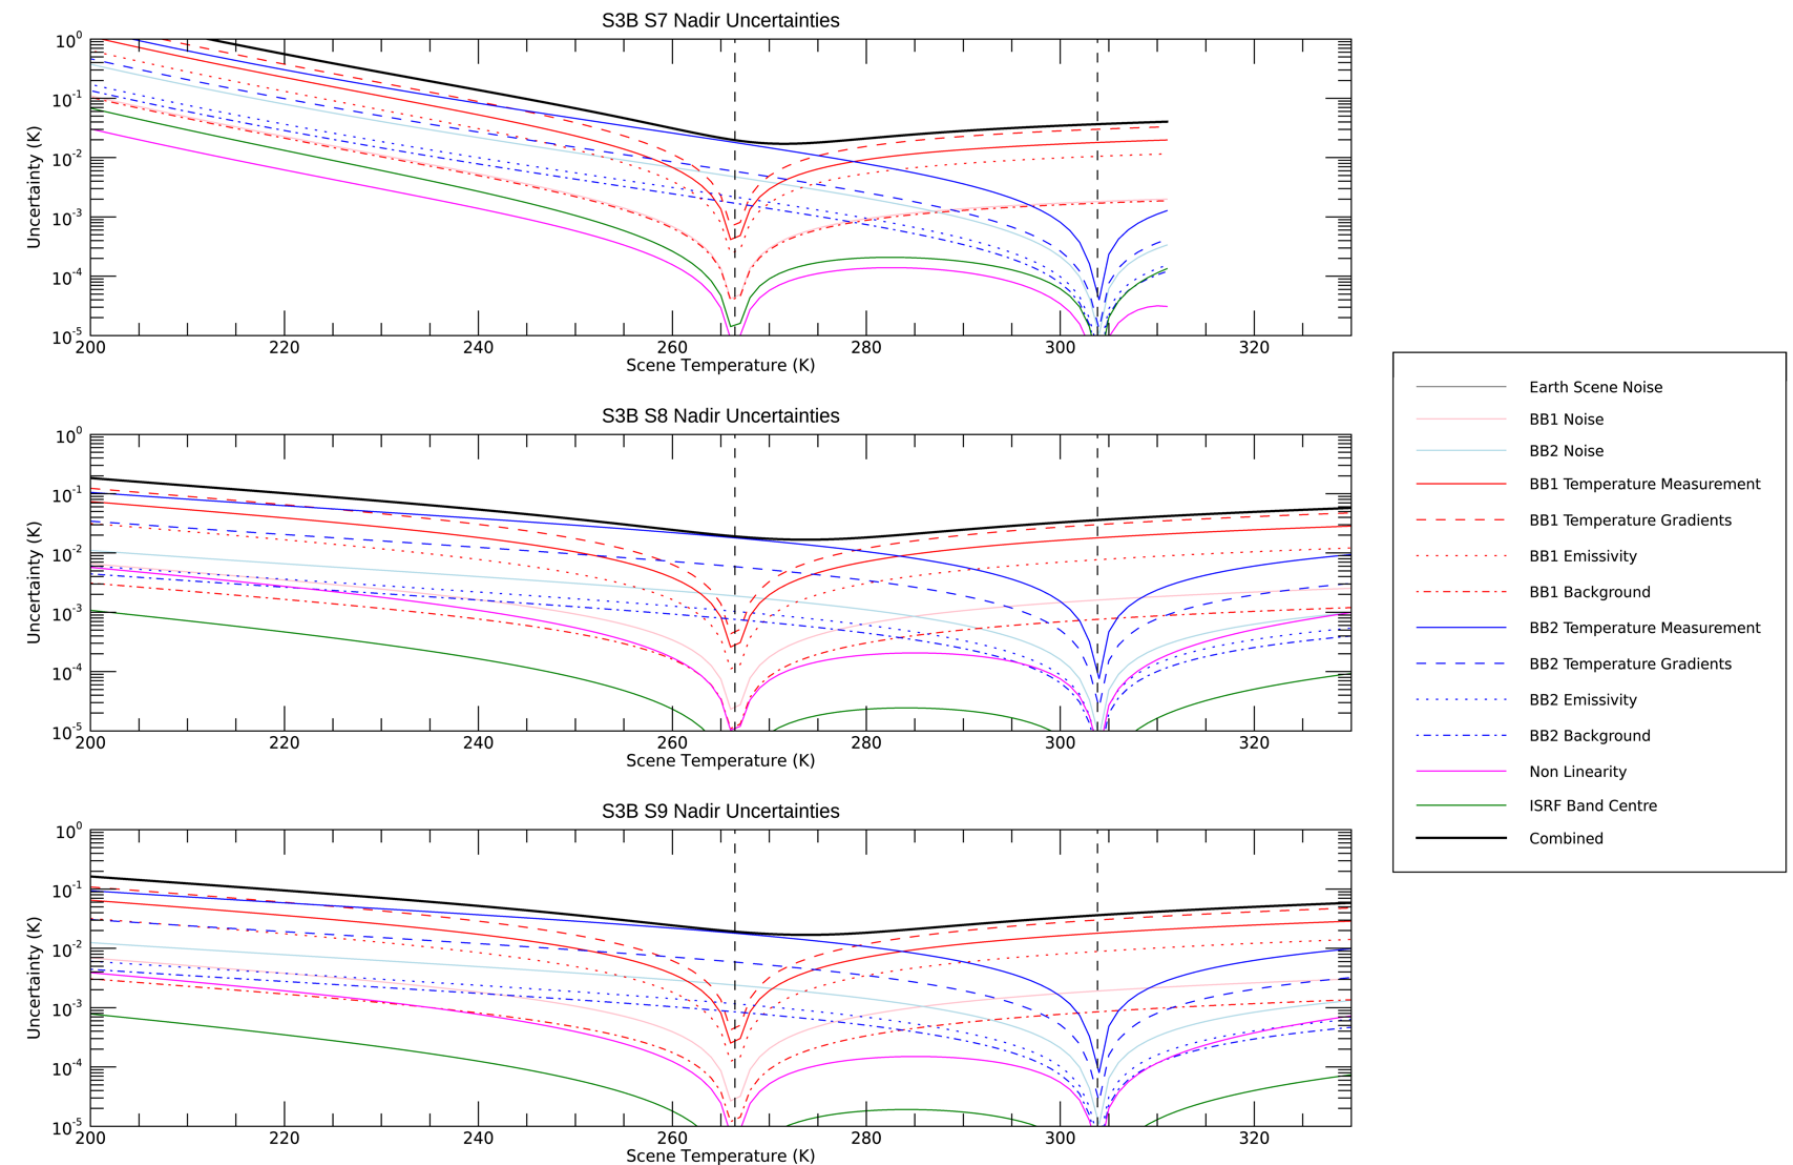 S3B S7 Nadir Uncertainties
Uncertainty (K)
10^0
10^-1
10^-2
10^-3
10^-4
10^-5
200 220 240 260 280 300 320
Scene Temperature (K)
S3B S8 Nadir Uncertainties
Uncertainty (K)
10^0
10^-1
10^-2
10^-3
10^-4
10^-5
200 220 240 260 280 300 320
Scene Temperature (K)
S3B S9 Nadir Uncertainties
Uncertainty (K)
10^0
10^-1
10^-2
10^-3
10^-4
10^-5
200 220 240 260 280 300 320
Scene Temperature (K)
Earth Scene Noise
BB1 Noise
BB2 Noise
BB1 Temperature Measurement
BB1 Temperature Gradients
BB1 Emissivity
BB1 Background
BB2 Temperature Measurement
BB2 Temperature Gradients
BB2 Emissivity
BB2 Background
Non Linearity
ISRF Band Centre
Combined